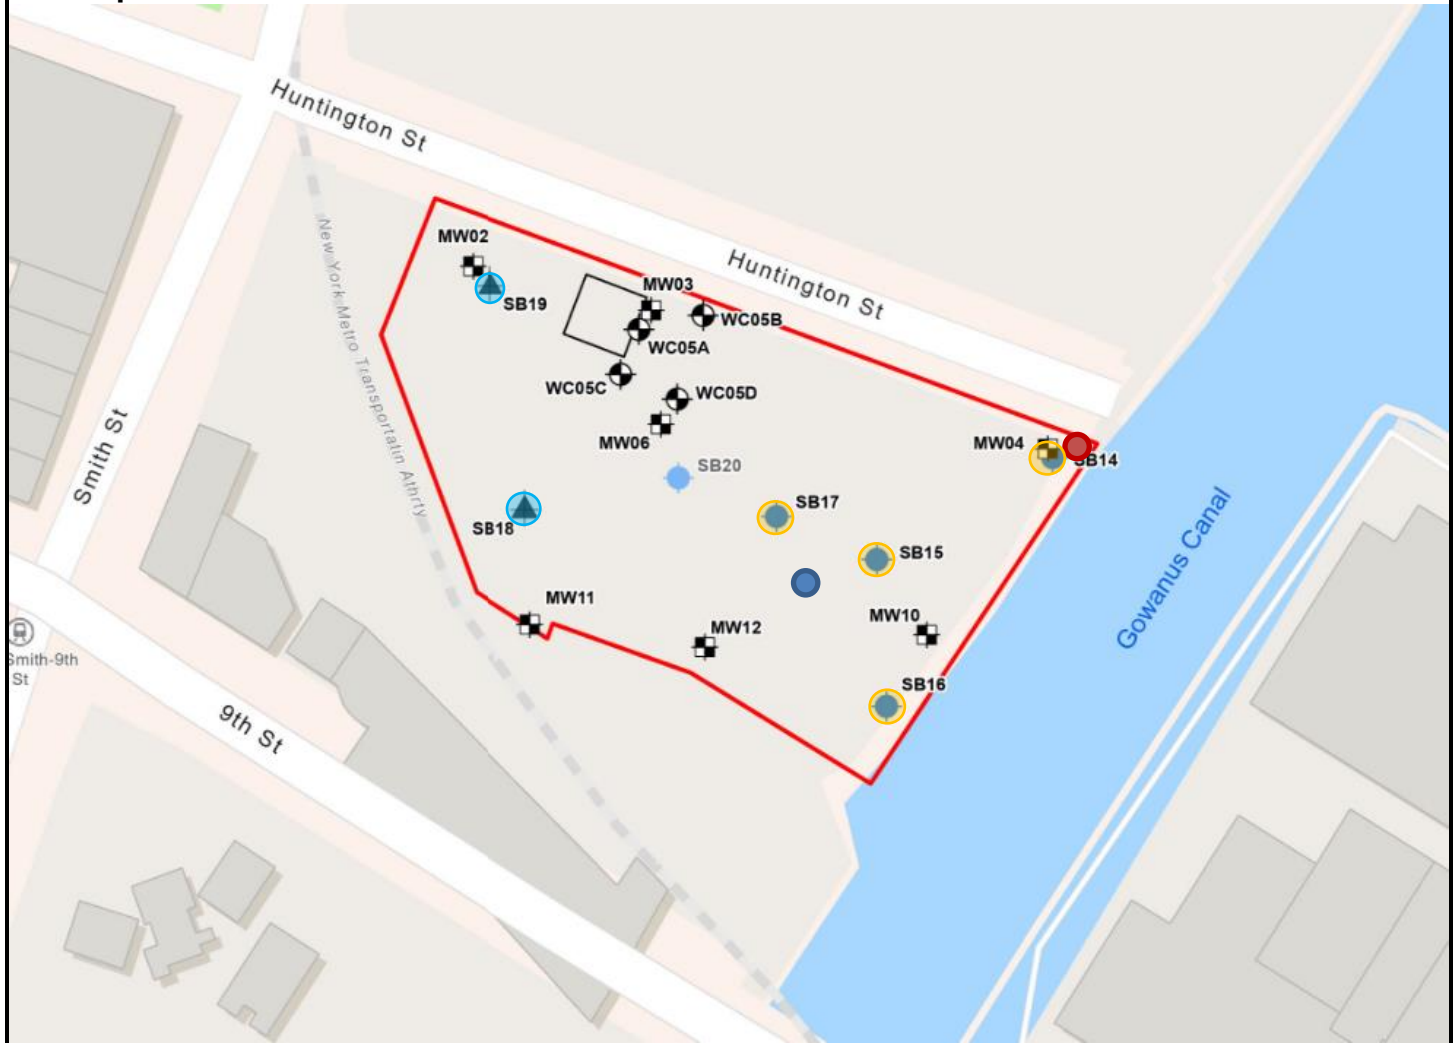 Huntington St
MW02
New York Metro Transportatin Athrty
SB19
MW03
Huntington St
WC05B
WC05A
WC05C
WC05D
MW06
MW04
SB14
SB20
Smith St
SB17
SB18
SB15
Gowanus Canal
MW11
MW12
MW10
Smith-9th
St
SB16
9th St